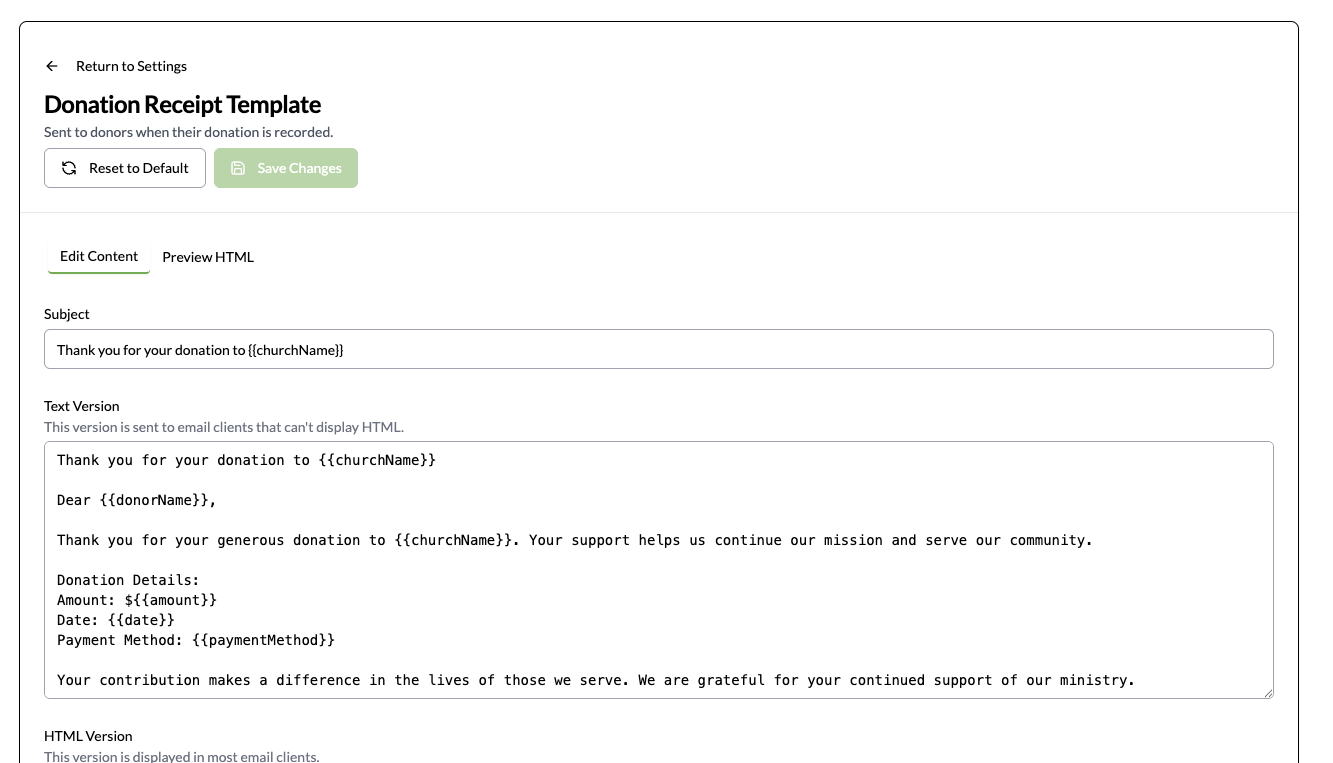 Return to Settings
Donation Receipt Template
Sent to donors when their donation is recorded.
Reset to Default
Save Changes
Edit Content
Preview HTML
Subject
Thank you for your donation to {{churchName}}
Text Version
This version is sent to email clients that can't display HTML.
Thank you for your donation to {{churchName}}
Dear {{donorName}},
Thank you for your generous donation to {{churchName}}. Your support helps us continue our mission and serve our community.
Donation Details:
Amount: ${{amount}}
Date: {{date}}
Payment Method: {{paymentMethod}}
Your contribution makes a difference in the lives of those we serve. We are grateful for your continued support of our ministry.
HTML Version
This version is displayed in most email clients.